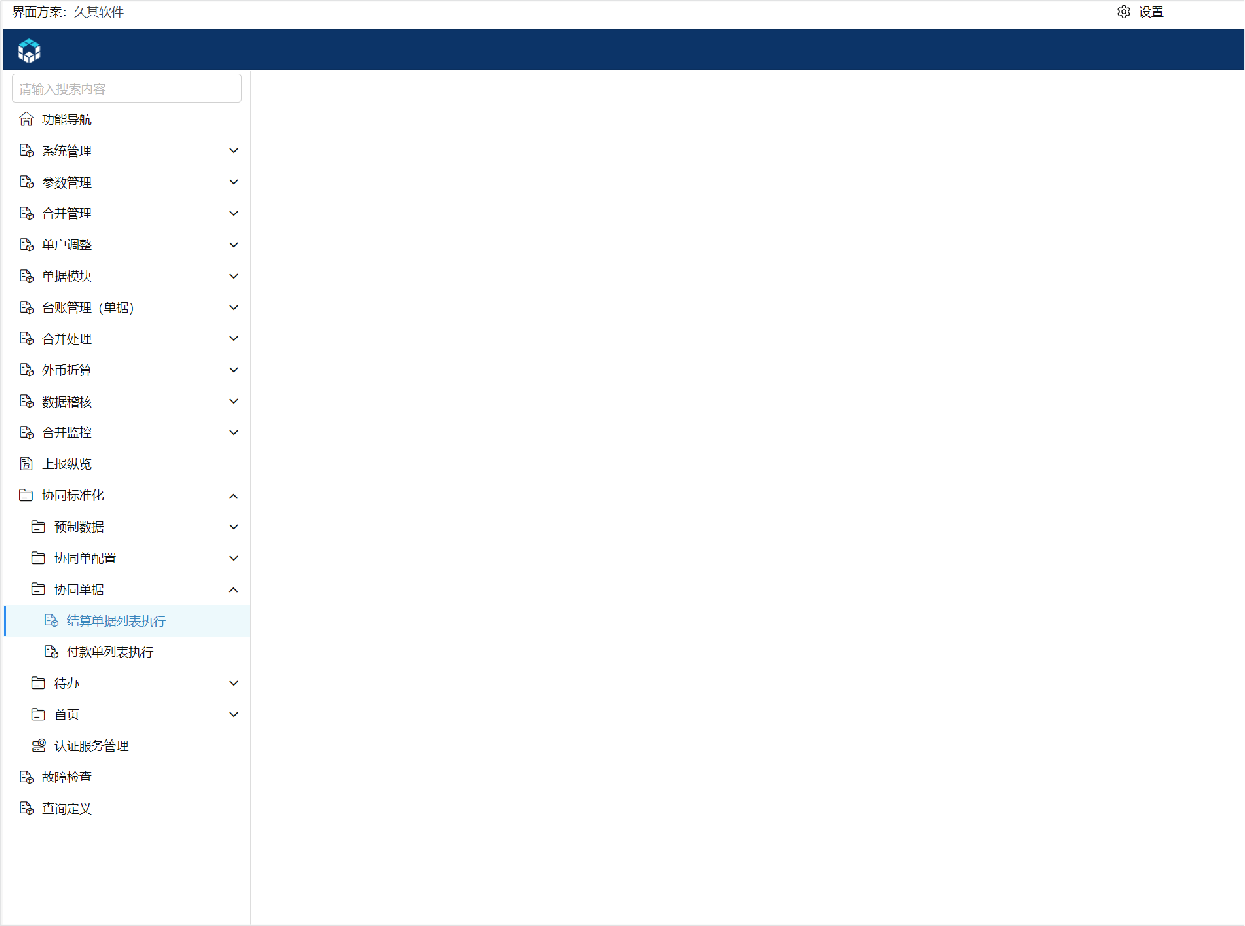 界面方案：久其软件
设置
请输入搜索内容
功能导航
系统管理
参数管理
合并管理
单户调整
单据模块
台账管理（单据）
合并处理
外币折算
数据稽核
合并监控
上报纵览
协同标准化
预制数据
协同单配置
协同单据
结算单据列表执行
付款单列表执行
待办
首页
认证服务管理
故障检查
查询定义